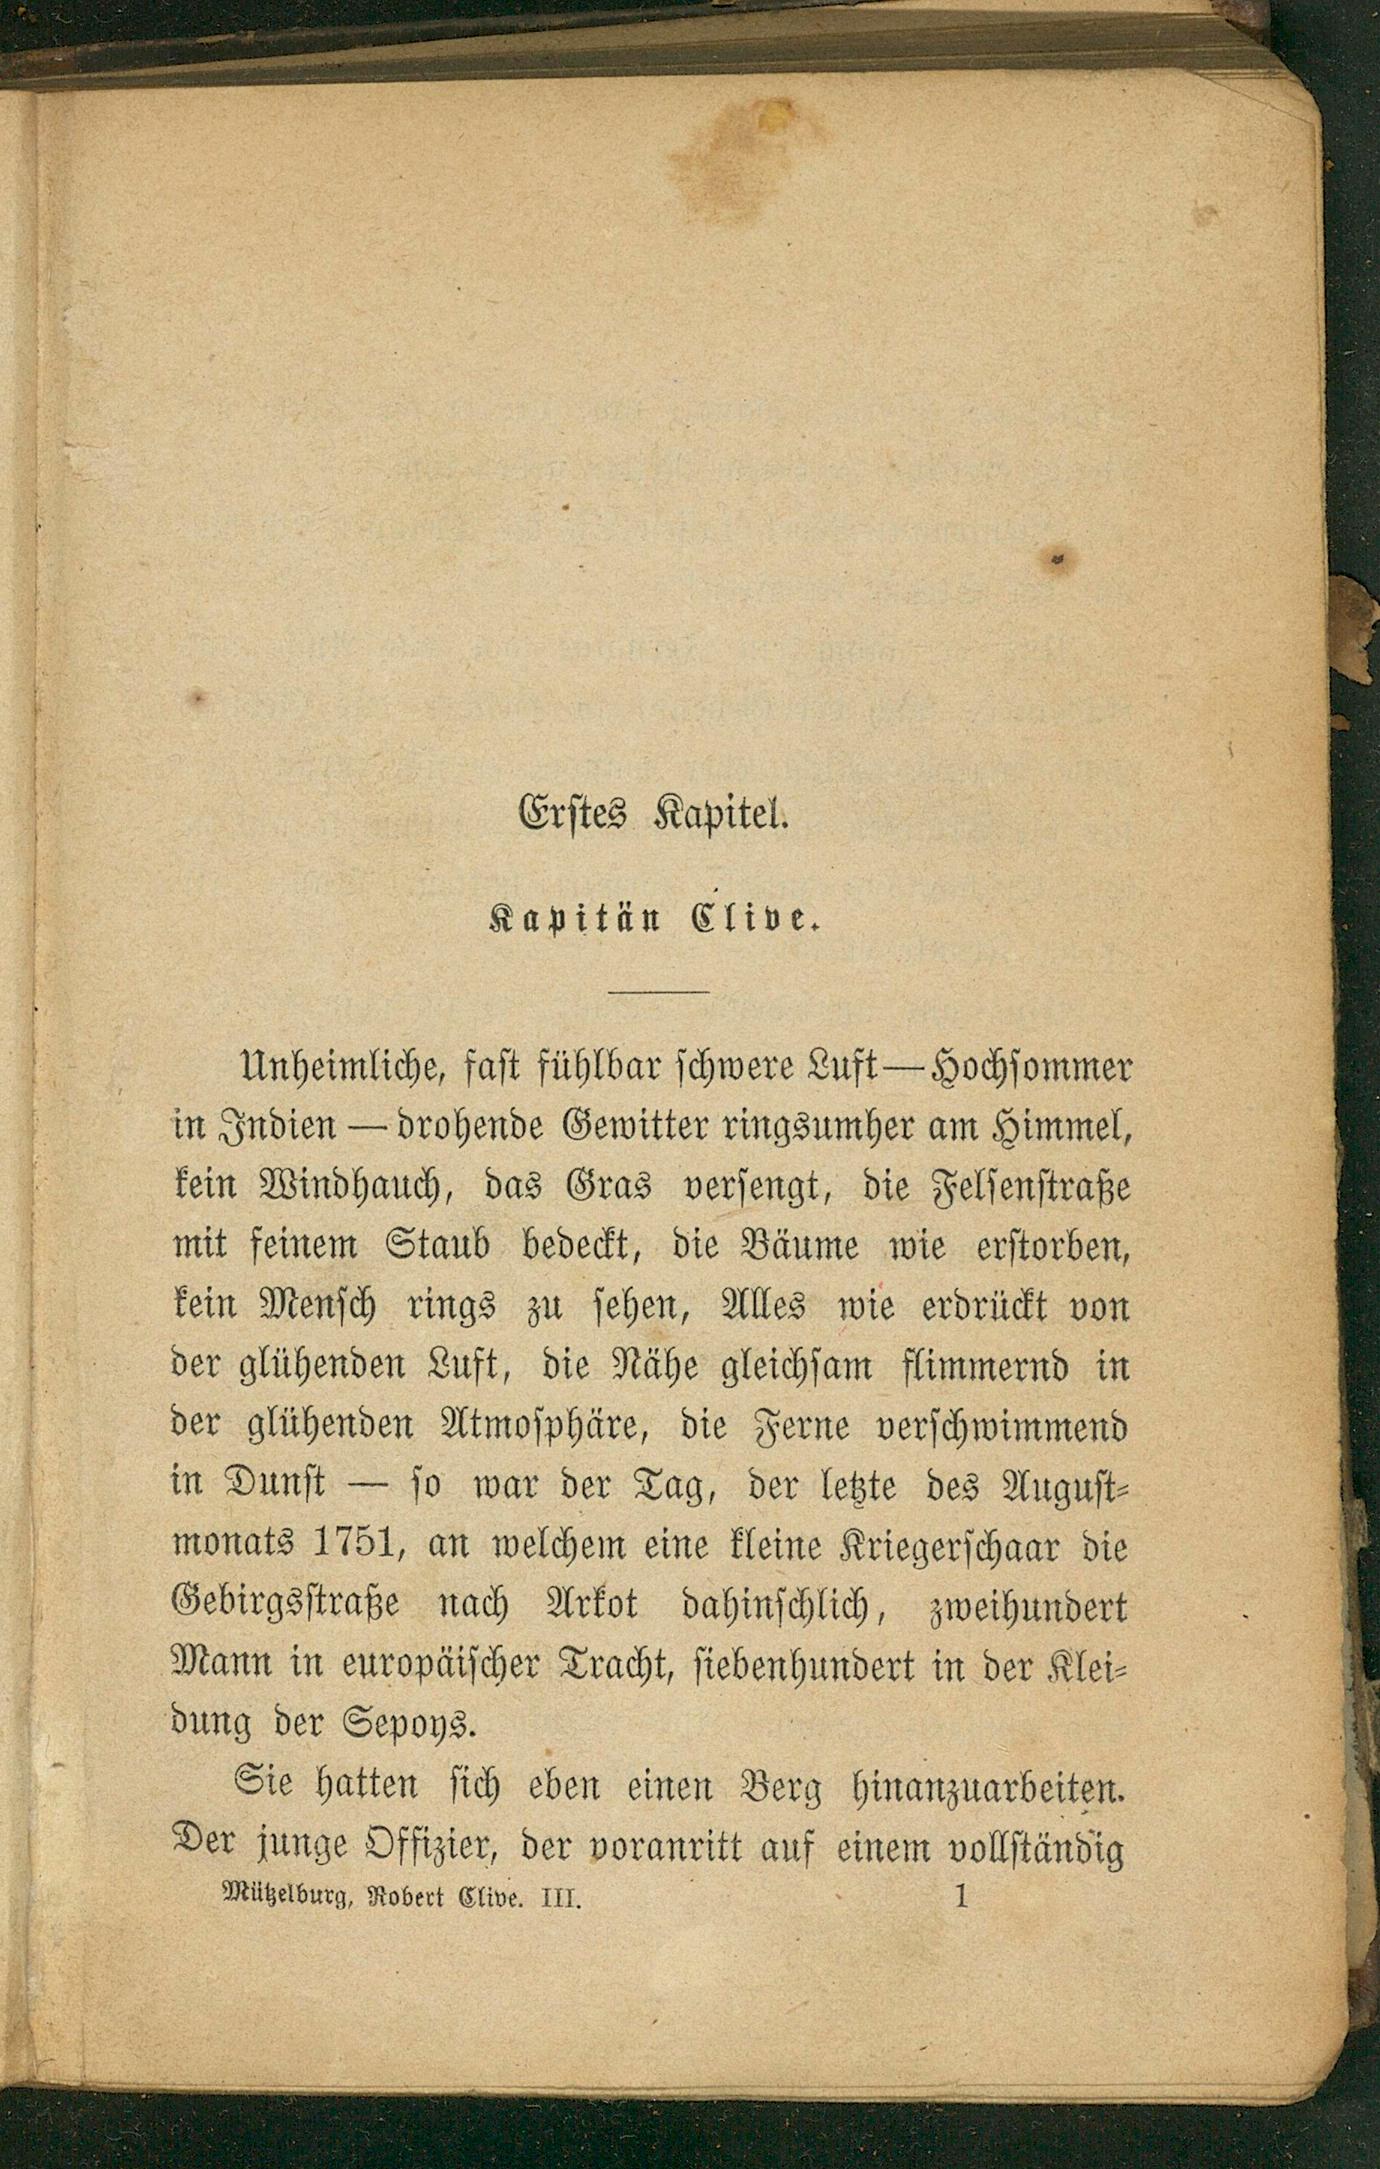 Erstes Kapitel.
Kapitän Clive.
Unheimliche, fast fühlbar schwere Luft — Hochsommer
in Indien — drohende Gewitter ringsumher am Himmel,
kein Windhauch, das Gras versengt, die Felsenstraße
mit feinem Staub bedeckt, die Bäume wie erstorben,
kein Mensch rings zu sehen, Alles wie erdrückt von
der glühenden Luft, die Nähe gleichsam flimmernd in
der glühenden Atmosphäre, die Ferne verschwimmend
in Dunst — so war der Tag, der letzte des August-
monats 1751, an welchem eine kleine Kriegerschaar die
Gebirgsstraße nach Arkot dahinschlich, zweihundert
Mann in europäischer Tracht, siebenhundert in der Klei-
dung der Sepoys.
Sie hatten sich eben einen Berg hinanzuarbeiten.
Der junge Offizier, der voranritt auf einem vollständig
Mützelburg, Robert Clive. III. 1